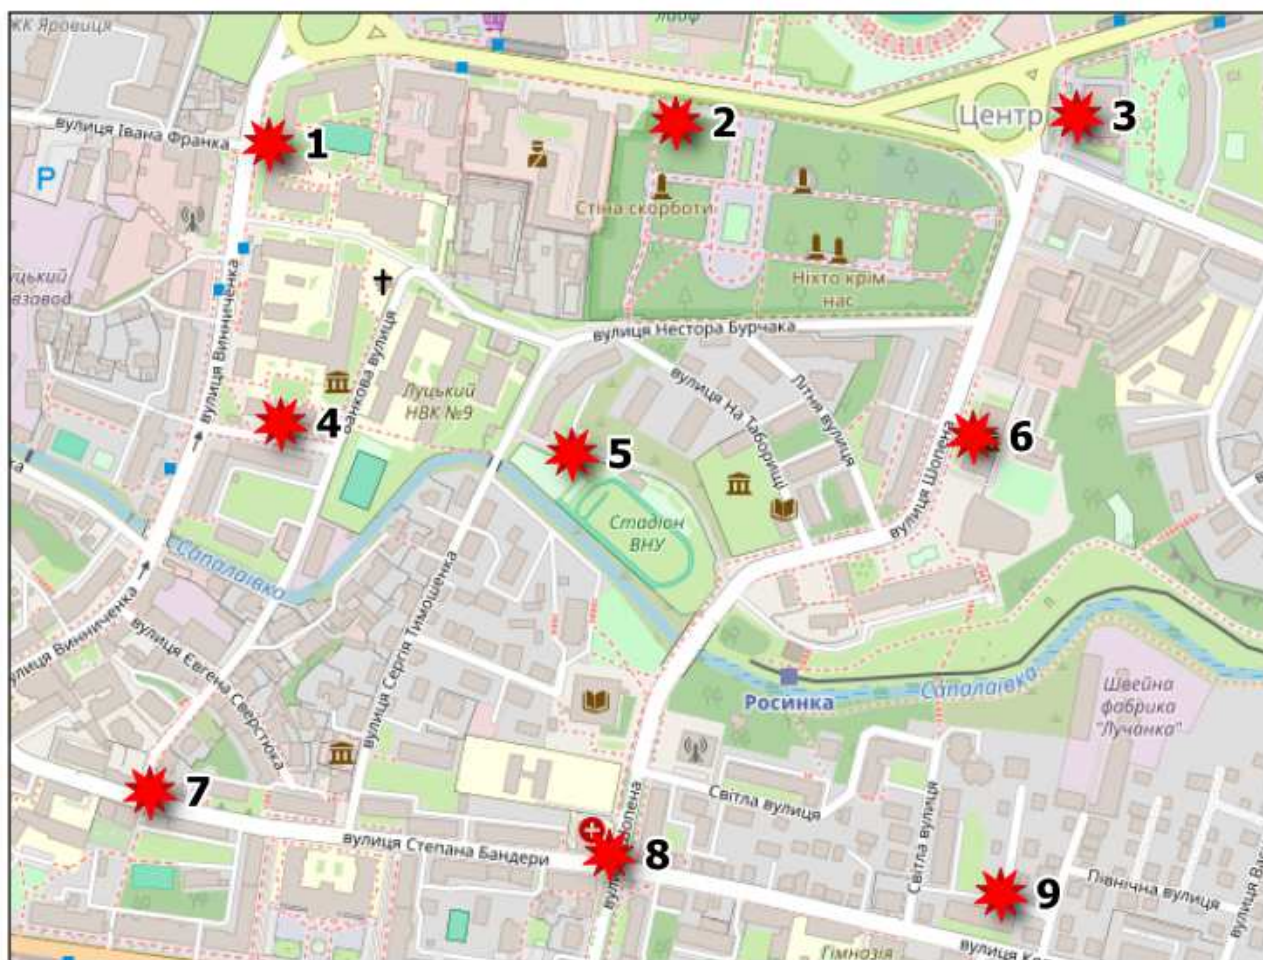 ЖК Яровиця
вулиця Івана Франка
1
2
Центр
3
P
Стіна скорботи
Ніхто крім
нас
вулиця Винниченка
вулиця Нестора Бурчака
Луцький
НВК №9
вулиця На Таборищі
Літня вулиця
4
5
6
вулиця Шопена
Стадіон
ВНУ
Сапалаївка
вулиця Винниченка
вулиця Євгена Сверстюка
вулиця Сергія Тимошенка
Росинка
Сапалаївка
Швейна
фабрика
"Лучанка"
7
Світла вулиця
Світла вулиця
вулиця Степана Бандери
8
9
Північна вулиця
Гімназія